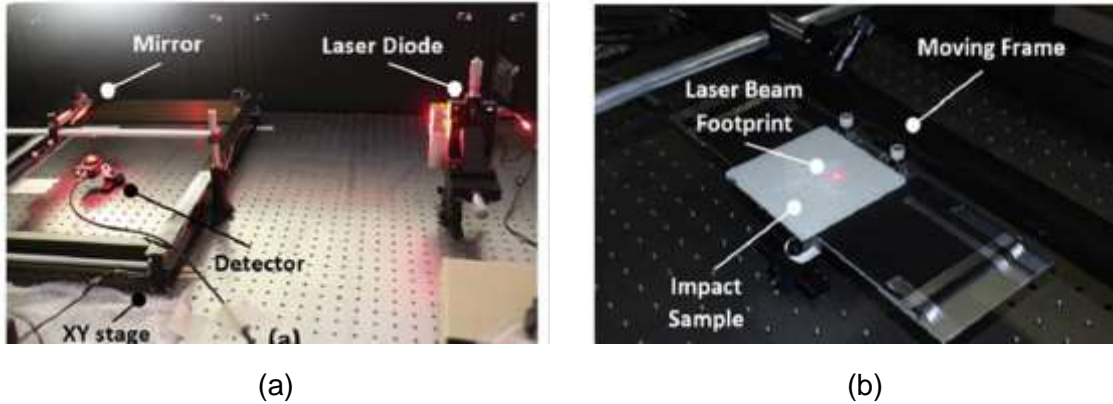 Mirror
Laser Diode
Detector
XY stage
(a)
Moving Frame
Laser Beam
Footprint
Impact
Sample
(a)
(b)